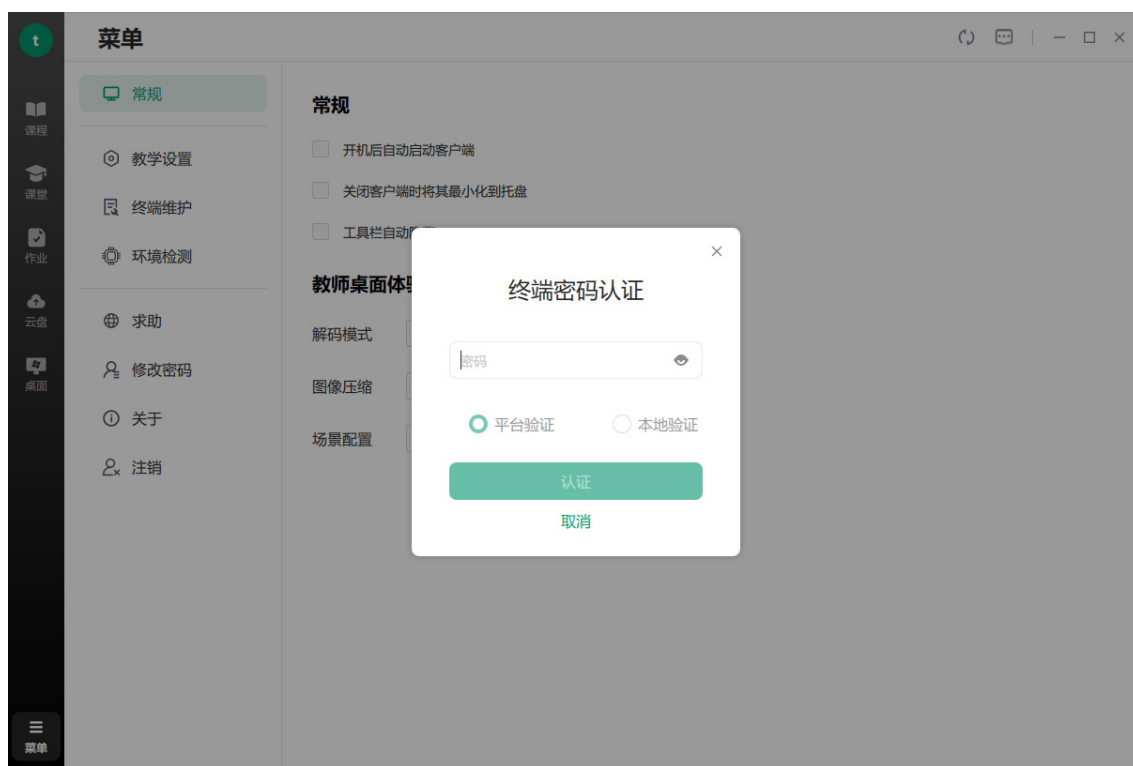 t
菜单
课程
课堂
作业
云盘
桌面
菜单
常规
教学设置
终端维护
环境检测
求助
修改密码
关于
注销
常规
开机后自动启动客户端
关闭客户端时将其最小化到托盘
工具栏自动
教师桌面体
解码模式
图像压缩
场景配置
终端密码认证
密码
平台验证
本地验证
认证
取消